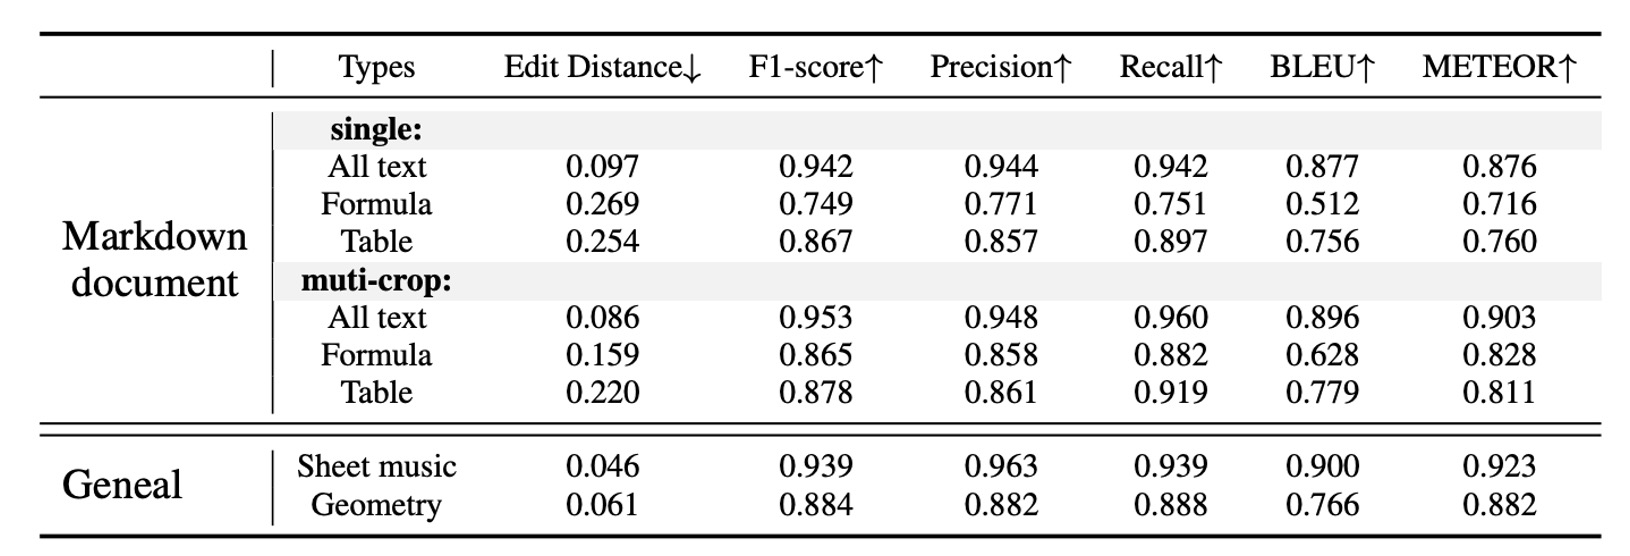 Types Edit Distance↓ F1-score↑ Precision↑ Recall↑ BLEU↑ METEOR↑
Markdown document
single:
All text 0.097 0.942 0.944 0.942 0.877 0.876
Formula 0.269 0.749 0.771 0.751 0.512 0.716
Table 0.254 0.867 0.857 0.897 0.756 0.760
muti-crop:
All text 0.086 0.953 0.948 0.960 0.896 0.903
Formula 0.159 0.865 0.858 0.882 0.628 0.828
Table 0.220 0.878 0.861 0.919 0.779 0.811
Geneal
Sheet music 0.046 0.939 0.963 0.939 0.900 0.923
Geometry 0.061 0.884 0.882 0.888 0.766 0.882